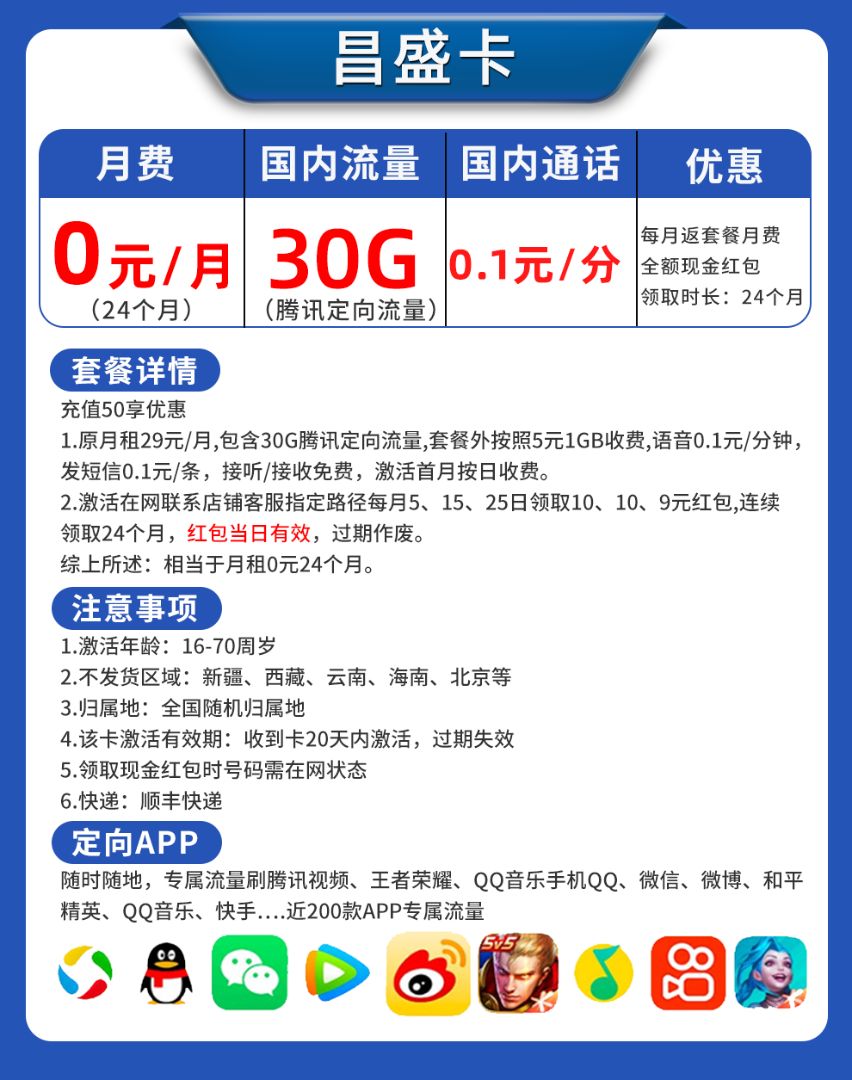 昌盛卡
月费
国内流量
国内通话
优惠
0元/月
(24个月)
30G
(腾讯定向流量)
0.1元/分
每月返套餐月费
全额现金红包
领取时长：24个月
套餐详情
充值50享优惠
1.原月租29元/月,包含30G腾讯定向流量,套餐外按照5元1GB收费,语音0.1元/分钟，
发短信0.1元/条，接听/接收免费，激活首月按日收费。
2.激活在网联系店铺客服指定路径每月5、15、25日领取10、10、9元红包,连续
领取24个月，红包当日有效，过期作废。
综上所述：相当于月租0元24个月。
注意事项
1.激活年龄：16-70周岁
2.不发货区域：新疆、西藏、云南、海南、北京等
3.归属地：全国随机归属地
4.该卡激活有效期：收到卡20天内激活，过期失效
5.领取现金红包时号码需在网状态
6.快递：顺丰快递
定向APP
随时随地，专属流量刷腾讯视频、王者荣耀、QQ音乐手机QQ、微信、微博、和平
精英、QQ音乐、快手....近200款APP专属流量
5v5